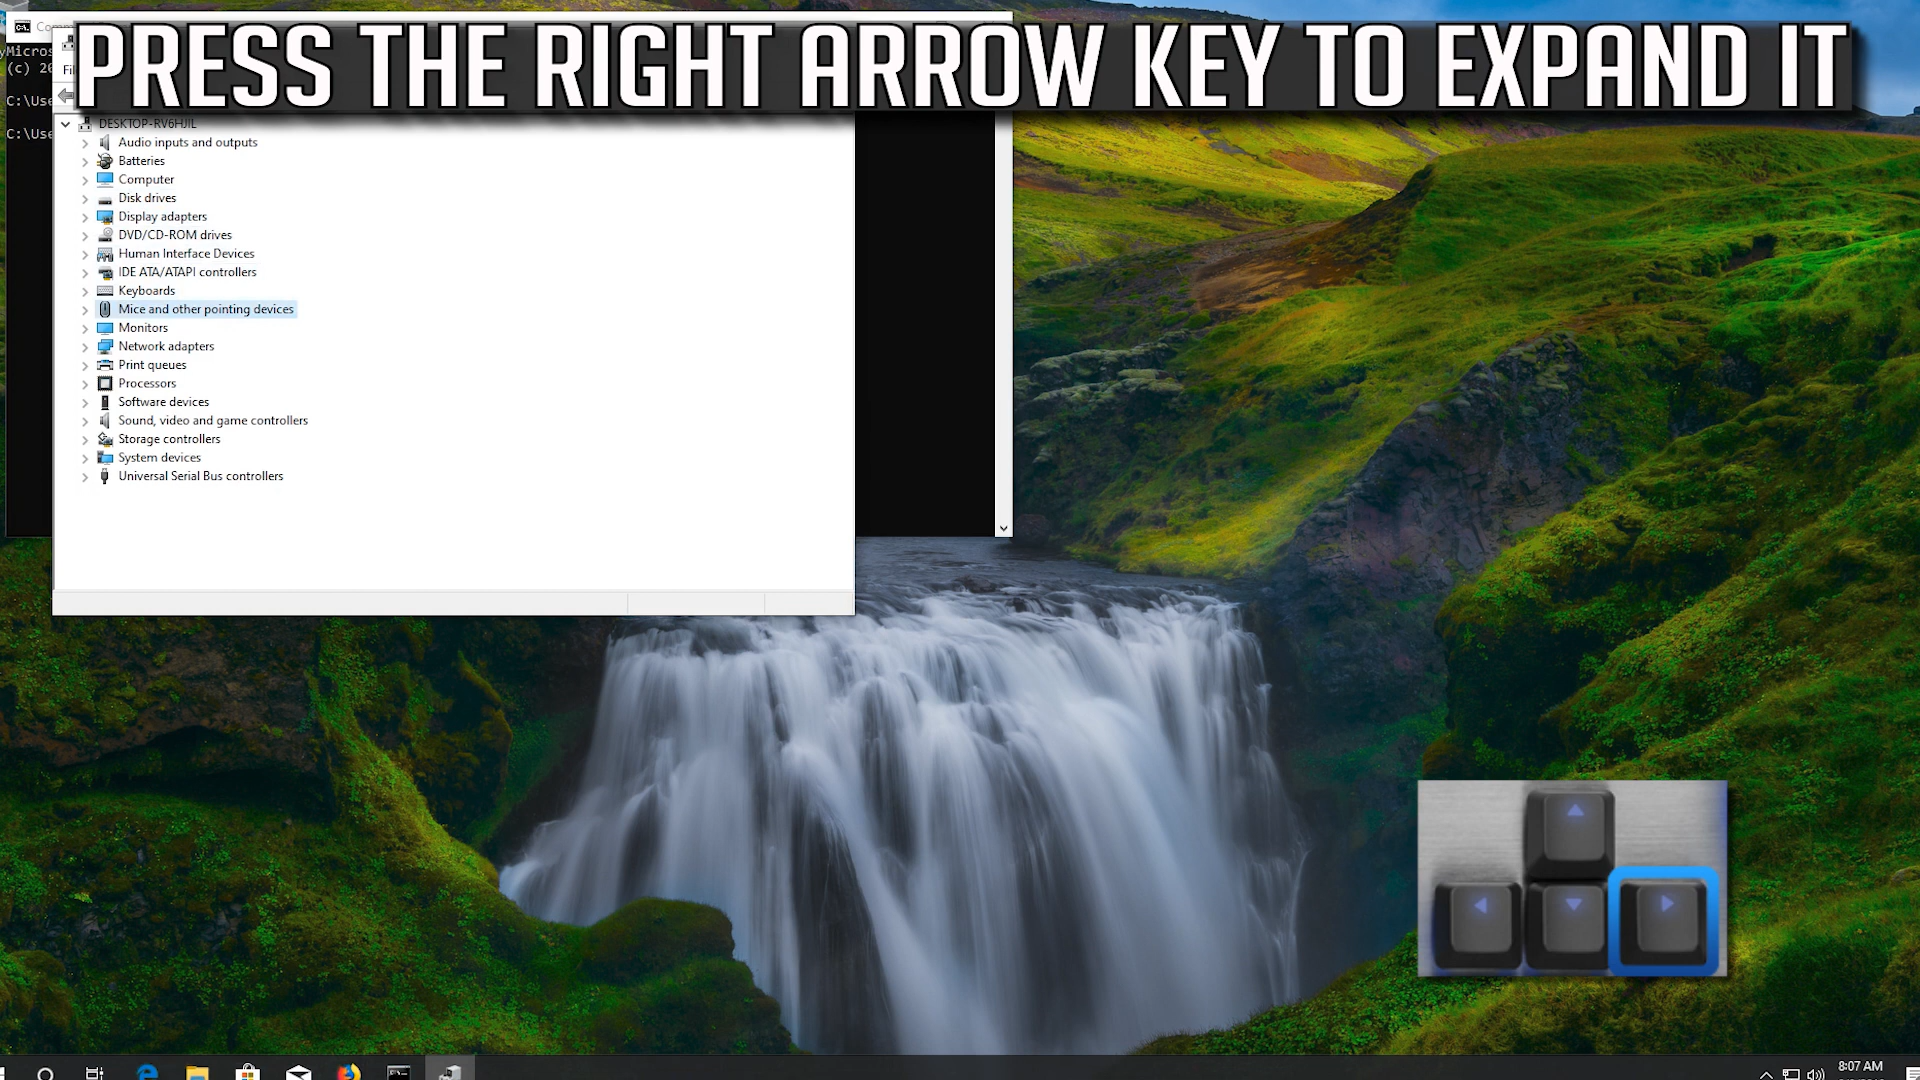 PRESS THE RIGHT ARROW KEY TO EXPAND IT
Micros
(c) 20
C:\Use
C:\Use
DESKTOP-RV6HJIL
Audio inputs and outputs
Batteries
Computer
Disk drives
Display adapters
DVD/CD-ROM drives
Human Interface Devices
IDE ATA/ATAPI controllers
Keyboards
Mice and other pointing devices
Monitors
Network adapters
Print queues
Processors
Software devices
Sound, video and game controllers
Storage controllers
System devices
Universal Serial Bus controllers
8:07 AM